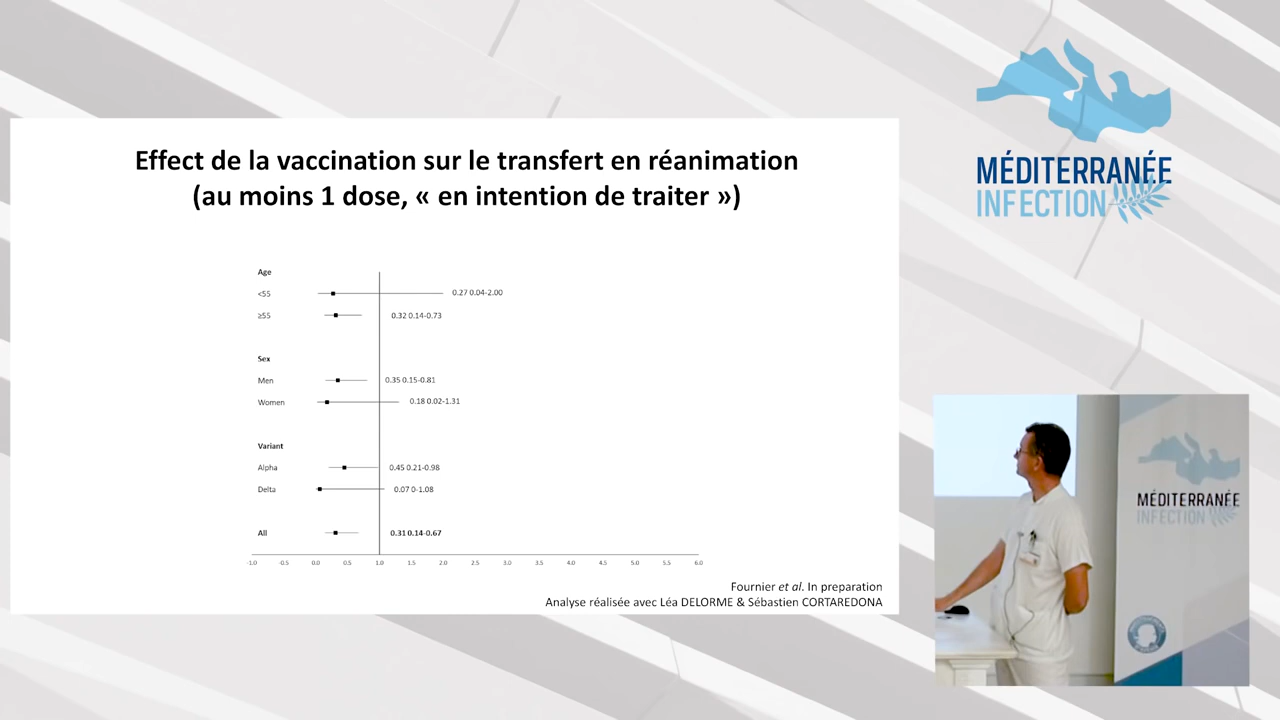 Effect de la vaccination sur le transfert en réanimation
(au moins 1 dose, « en intention de traiter »)
Age
<55 0.27 0.04-2.00
≥55 0.32 0.14-0.73
Sex
Men 0.35 0.15-0.81
Women 0.18 0.02-1.31
Variant
Alpha 0.45 0.21-0.98
Delta 0.07 0-1.08
All 0.31 0.14-0.67
-1.0 -0.5 0.0 0.5 1.0 1.5 2.0 2.5 3.0 3.5 4.0 4.5 5.0 5.5 6.0
Fournier et al. In preparation
Analyse réalisée avec Léa DELORME & Sébastien CORTAREDONA
MÉDITERRANÉE
INFECTION
MÉDITERRANÉE
INFECTION